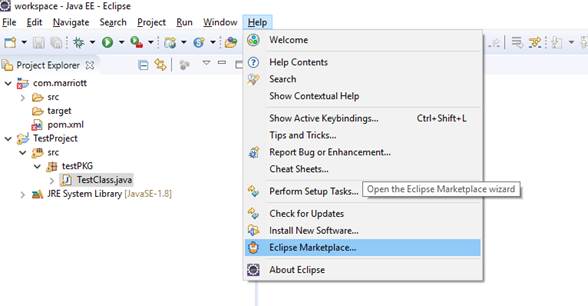 workspace - Java EE - Eclipse
File Edit Navigate Search Project Run Window Help
Project Explorer
com.marriott
src
target
pom.xml
TestProject
src
testPKG
TestClass.java
JRE System Library [JavaSE-1.8]
Welcome
Help Contents
Search
Show Contextual Help
Show Active Keybindings... Ctrl+Shift+L
Tips and Tricks...
Report Bug or Enhancement...
Cheat Sheets...
Perform Setup Tasks...
Open the Eclipse Marketplace wizard
Check for Updates
Install New Software...
Eclipse Marketplace...
About Eclipse